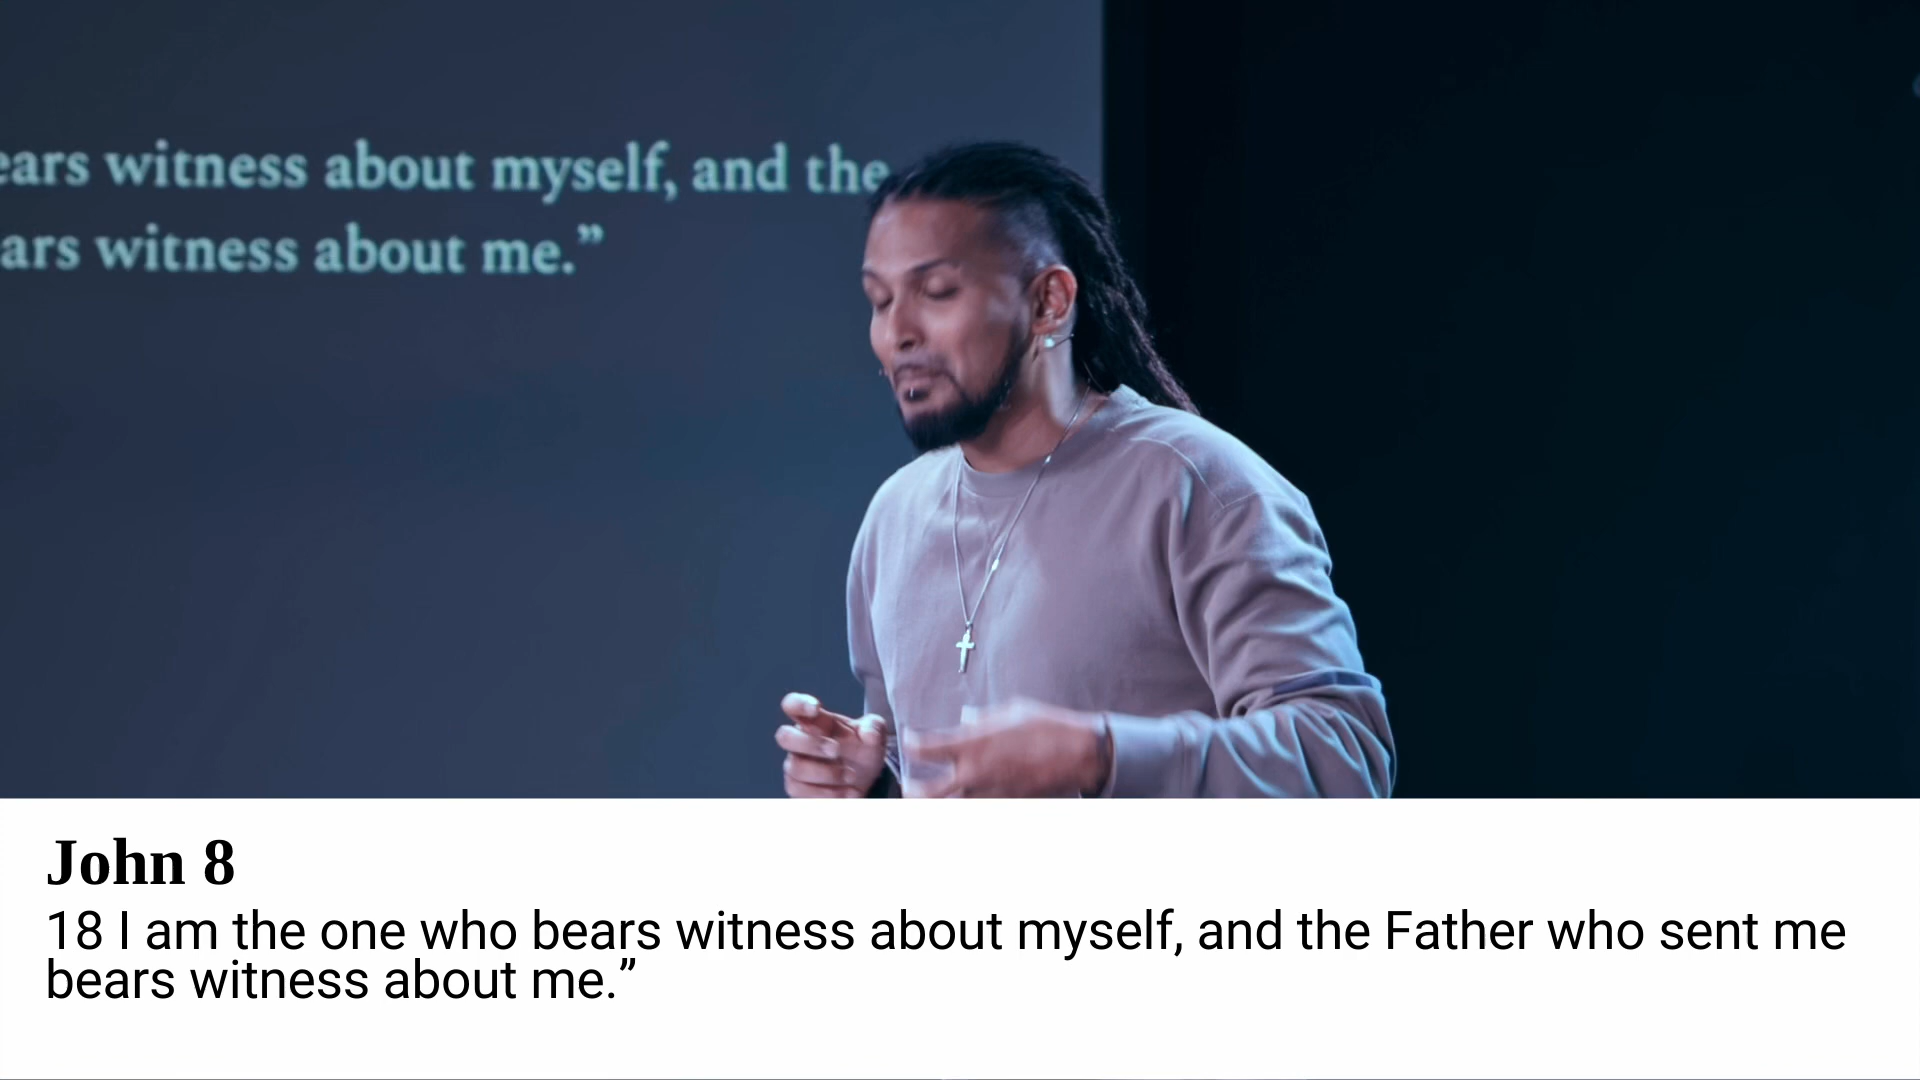 ears witness about myself, and the
ars witness about me.”
John 8
18 I am the one who bears witness about myself, and the Father who sent me
bears witness about me.”